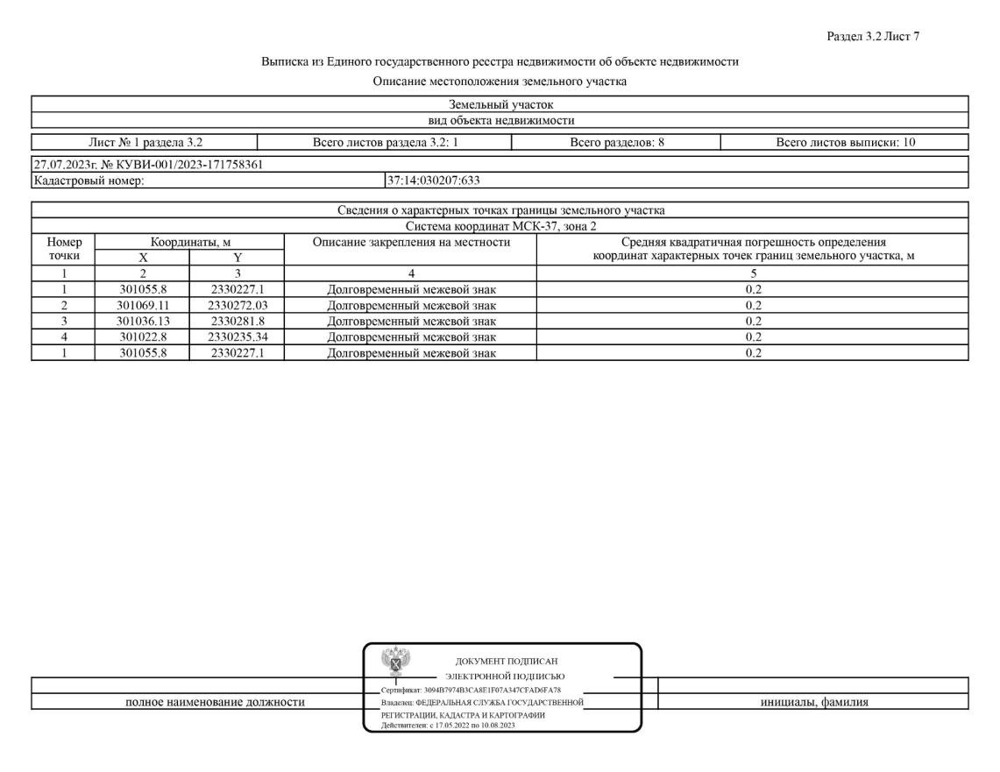 Раздел 3.2 Лист 7
Выписка из Единого государственного реестра недвижимости об объекте недвижимости
Описание местоположения земельного участка
Земельный участок
вид объекта недвижимости
Лист № 1 раздела 3.2 Всего листов раздела 3.2: 1 Всего разделов: 8 Всего листов выписки: 10
27.07.2023г. № КУВИ-001/2023-171758361
Кадастровый номер: 37:14:030207:633
Сведения о характерных точках границы земельного участка
Система координат МСК-37, зона 2
Номер точки Координаты, м Описание закрепления на местности Средняя квадратичная погрешность определения
координат характерных точек границ земельного участка, м
X Y
1 2 3 4 5
1 301055.8 2330227.1 Долговременный межевой знак 0.2
2 301069.11 2330272.03 Долговременный межевой знак 0.2
3 301036.13 2330281.8 Долговременный межевой знак 0.2
4 301022.8 2330235.34 Долговременный межевой знак 0.2
1 301055.8 2330227.1 Долговременный межевой знак 0.2
ДОКУМЕНТ ПОДПИСАН
ЭЛЕКТРОННОЙ ПОДПИСЬЮ
Сертификат: 3094B7974B3CA8E1F07A347CFAD6FA78
полное наименование должности Владелец: ФЕДЕРАЛЬНАЯ СЛУЖБА ГОСУДАРСТВЕННОЙ инициалы, фамилия
РЕГИСТРАЦИИ, КАДАСТРА И КАРТОГРАФИИ
Действителен: с 17.05.2022 по 10.08.2023